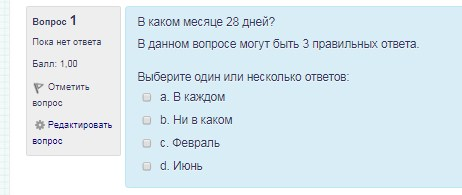 Вопрос 1
Пока нет ответа
Балл: 1,00
Отметить
вопрос
Редактировать
вопрос
В каком месяце 28 дней?
В данном вопросе могут быть 3 правильных ответа.
Выберите один или несколько ответов:
a. В каждом
b. Ни в каком
c. Февраль
d. Июнь